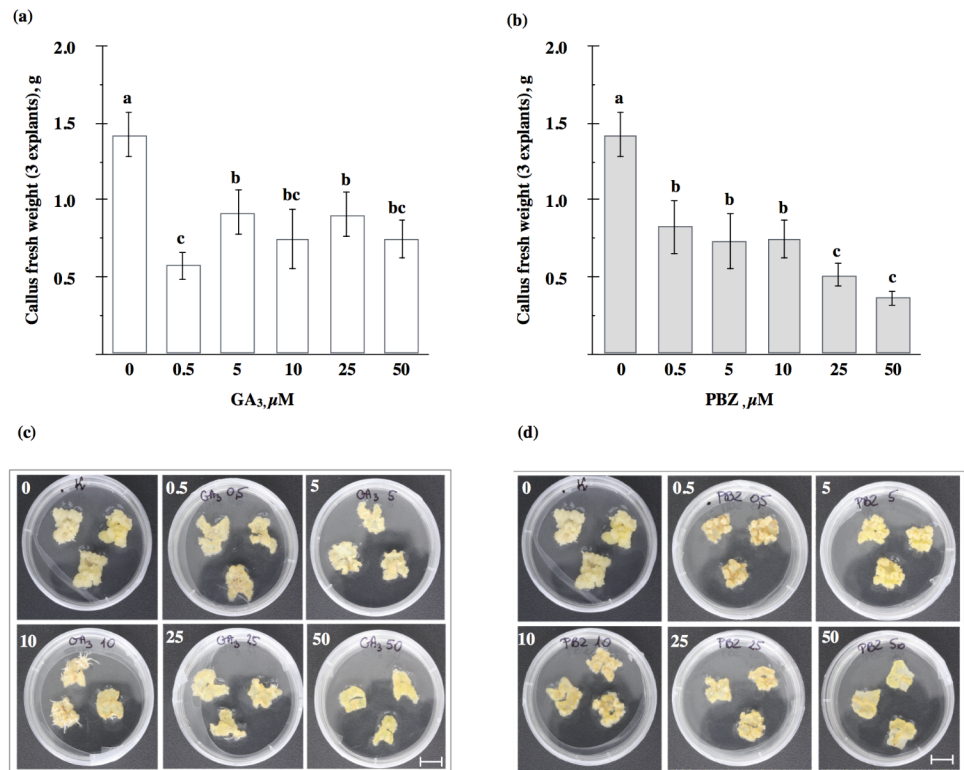 (a)
Callus fresh weight (3 explants), g
2.0
1.5
1.0
0.5
a
c
b
bc
b
bc
0 0.5 5 10 25 50
GA₃, µM
(b)
Callus fresh weight (3 explants), g
2.0
1.5
1.0
0.5
a
b
b
b
c
c
0 0.5 5 10 25 50
PBZ ,µM
(c)
0
K
0.5
GA3 0,5
5
GA3 5
10
GA3 10
25
GA3 25
50
GA3 50
(d)
0
K
0.5
PBZ 0,5
5
PBZ 5
10
PBZ 10
25
PBZ 25
50
PBZ 50